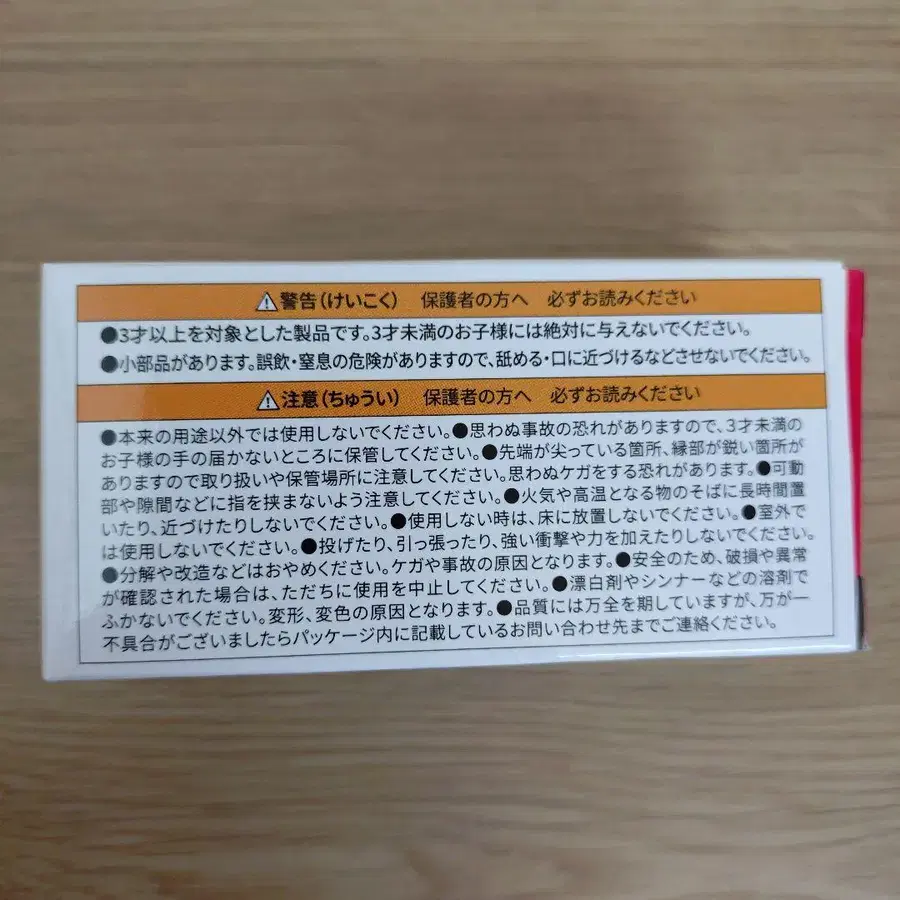 ⚠警告(けいこく) 保護者の方へ 必ずお読みください
●3才以上を対象とした製品です。3才未満のお子様には絶対に与えないでください。
●小部品があります。誤飲・窒息の危険がありますので、舐める・口に近づけるなどさせないでください。
⚠注意(ちゅうい) 保護者の方へ 必ずお読みください
●本来の用途以外では使用しないでください。●思わぬ事故の恐れがありますので、3才未満の
お子様の手の届かないところに保管してください。●先端が尖っている箇所、縁部が鋭い箇所が
ありますので取り扱いや保管場所に注意してください。思わぬケガをする恐れがあります。●可動
部や隙間などに指を挟まないよう注意してください。●火気や高温となる物のそばに長時間置
いたり、近づけたりしないでください。●使用しない時は、床に放置しないでください。●室外で
は使用しないでください。●投げたり、引っ張ったり、強い衝撃や力を加えたりしないでください。
●分解や改造などはおやめください。ケガや事故の原因となります。●安全のため、破損や異常
が確認された場合は、ただちに使用を中止してください。●漂白剤やシンナーなどの溶剤で
ふかないでください。変形、変色の原因となります。●品質には万全を期していますが、万が一
不具合がございましたらパッケージ内に記載しているお問い合わせ先までご連絡ください。